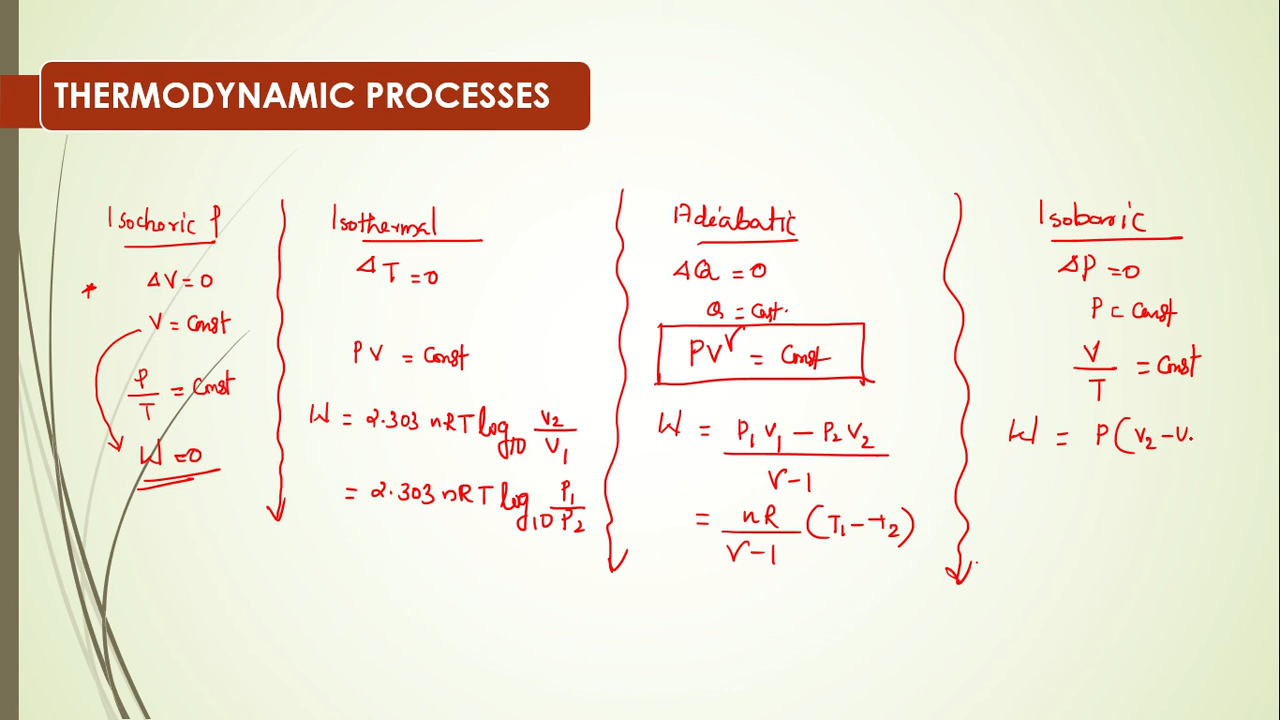 THERMODYNAMIC PROCESSES
Isochoric P
ΔV = 0
V = Const
P/T = Const
W = 0
Isothermal
ΔT = 0
PV = Const
W = 2.303 nRT log₁₀ V₂/V₁
= 2.303 nRT log₁₀ P₁/P₂
Adiabatic
ΔQ = 0
Q = Cost.
PV^γ = Const
W = P₁V₁ − P₂V₂ / γ−1
= nR/γ−1 (T₁−T₂)
Isobaric
ΔP = 0
P = Const
V/T = Const
W = P(V₂ − V.